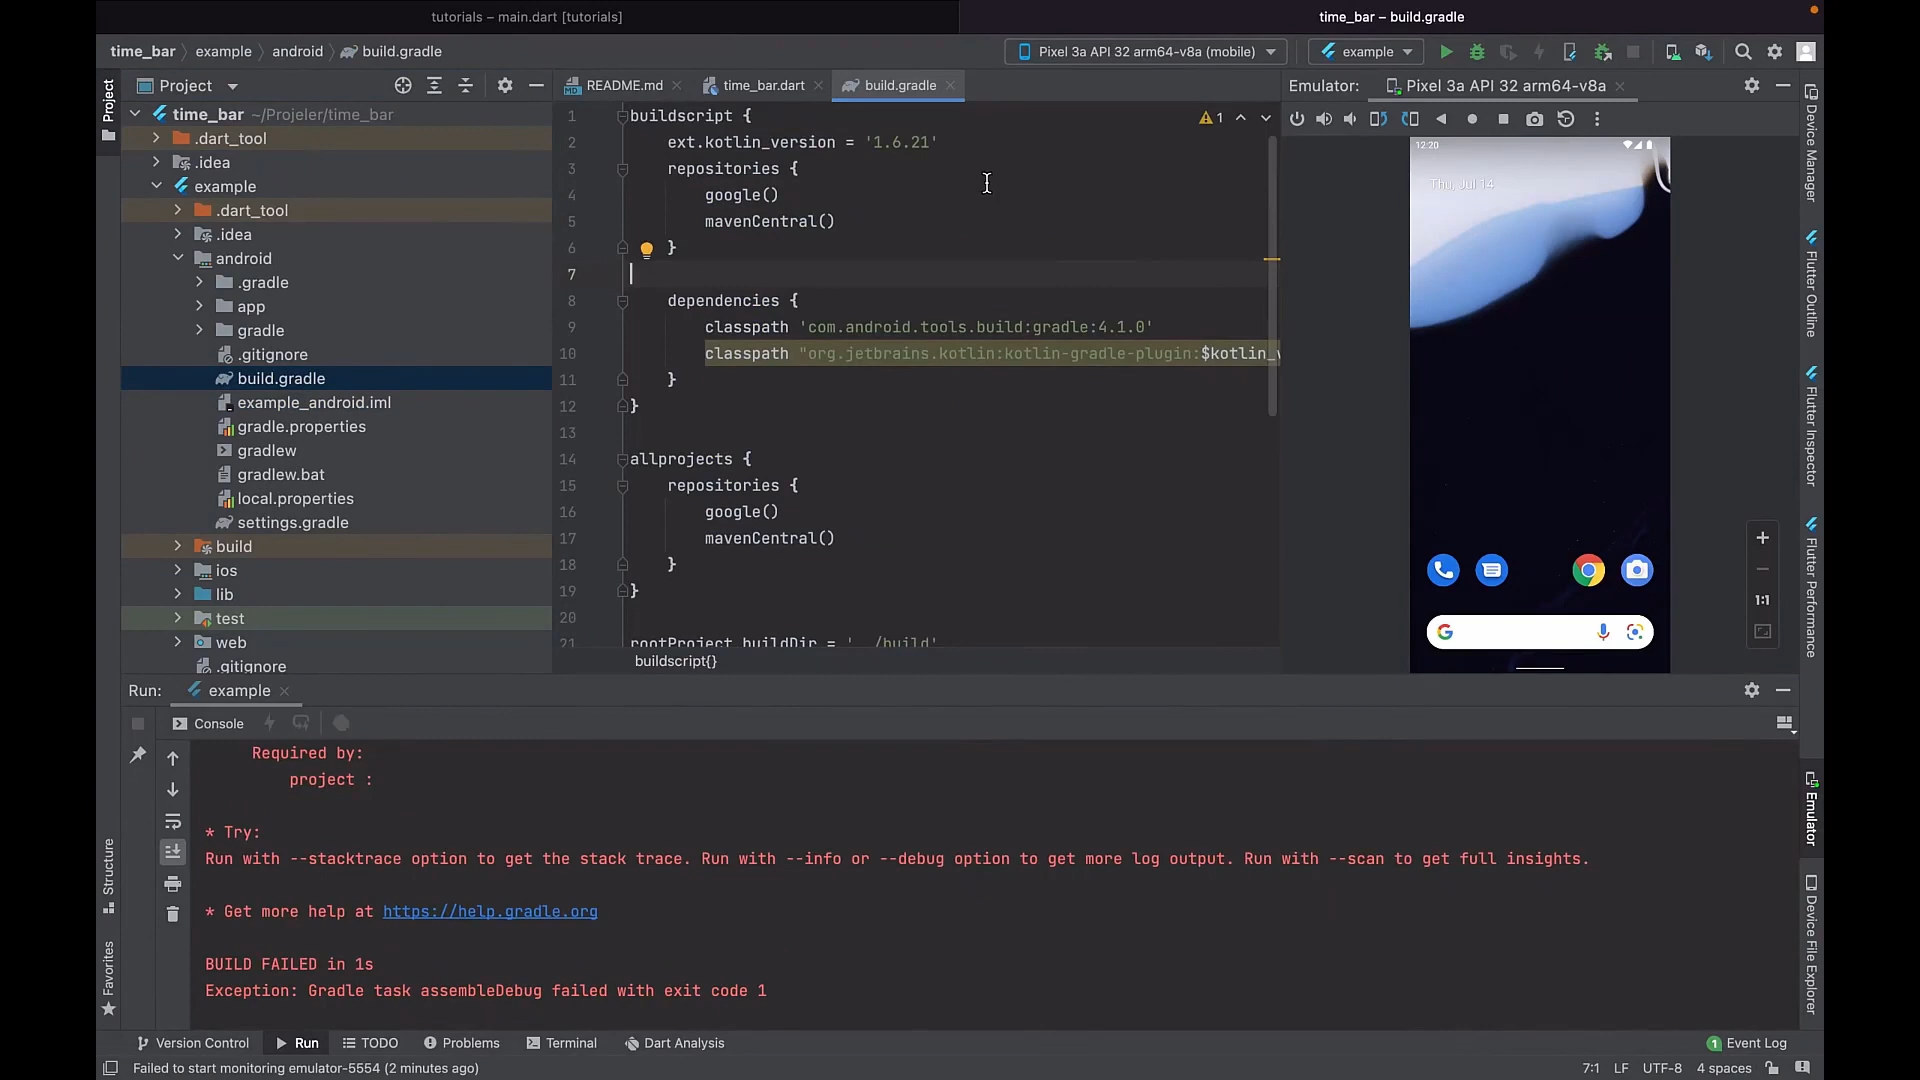 tutorials – main.dart [tutorials]
time_bar – build.gradle
time_bar
example
android
build.gradle
Pixel 3a API 32 arm64-v8a (mobile)
example
Project
README.md
time_bar.dart
build.gradle
Emulator:
Pixel 3a API 32 arm64-v8a
Project
time_bar ~/Projeler/time_bar
.dart_tool
.idea
example
.dart_tool
.idea
android
.gradle
app
gradle
.gitignore
build.gradle
example_android.iml
gradle.properties
gradlew
gradlew.bat
local.properties
settings.gradle
build
ios
lib
test
web
.gitignore
1 buildscript {
2 ext.kotlin_version = '1.6.21'
3 repositories {
4 google()
5 mavenCentral()
6 }
7
8 dependencies {
9 classpath 'com.android.tools.build:gradle:4.1.0'
10 classpath "org.jetbrains.kotlin:kotlin-gradle-plugin:$kotlin_v
11 }
12 }
13
14 allprojects {
15 repositories {
16 google()
17 mavenCentral()
18 }
19 }
20
21 rootProject.buildDir = '../build'
1
buildscript{}
12:20
Thu, Jul 14
1:1
Device Manager
Flutter Outline
Flutter Inspector
Flutter Performance
Emulator
Device File Explorer
Run:
example
Console
Required by:
project :
* Try:
Run with --stacktrace option to get the stack trace. Run with --info or --debug option to get more log output. Run with --scan to get full insights.
* Get more help at https://help.gradle.org
BUILD FAILED in 1s
Exception: Gradle task assembleDebug failed with exit code 1
Structure
Favorites
Version Control
Run
TODO
Problems
Terminal
Dart Analysis
1 Event Log
Failed to start monitoring emulator-5554 (2 minutes ago)
7:1
LF
UTF-8
4 spaces